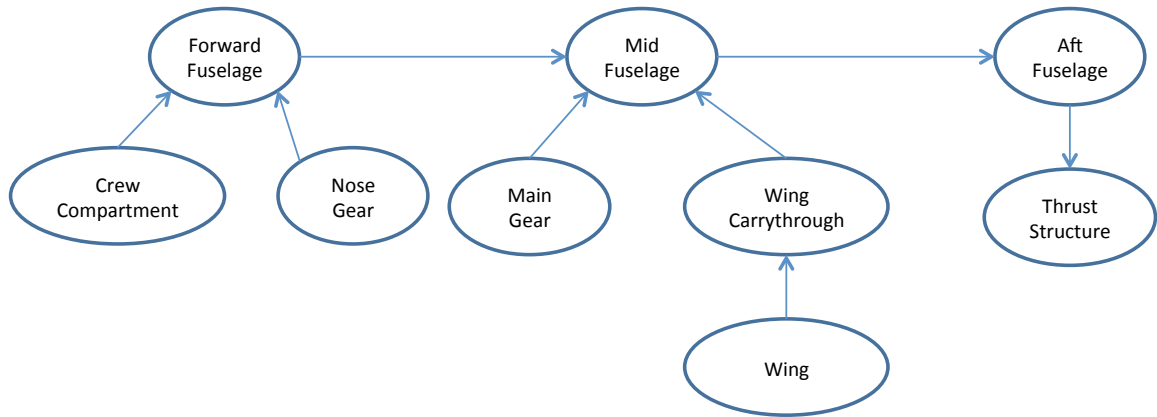 Forward
Fuselage
Mid
Fuselage
Aft
Fuselage
Crew
Compartment
Nose
Gear
Main
Gear
Wing
Carrythrough
Thrust
Structure
Wing